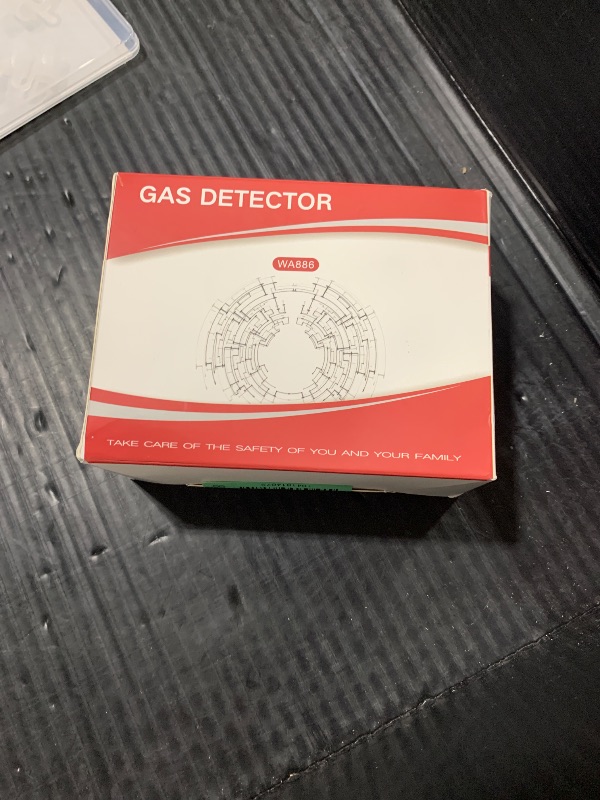 GAS DETECTOR
WA886
TAKE CARE OF THE SAFETY OF YOU AND YOUR FAMILY